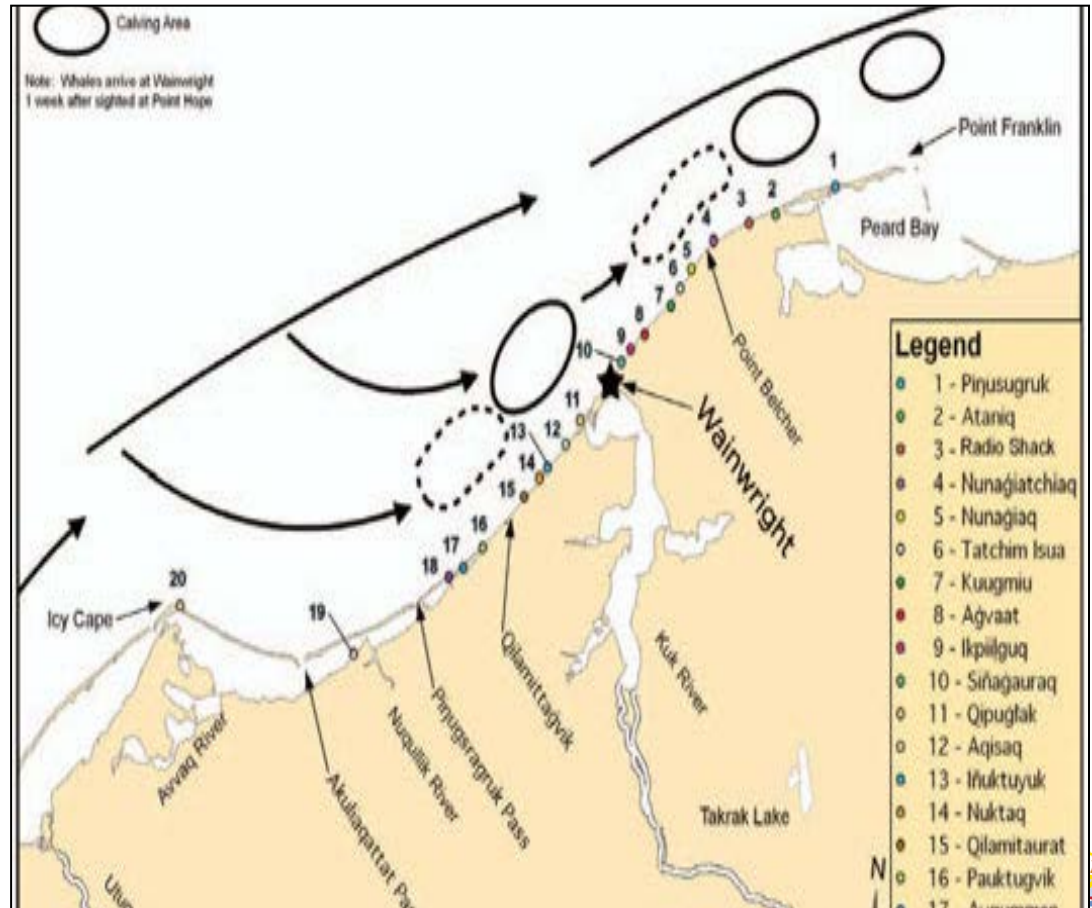 Calving Area
Note: Whales arrive at Wainwright
1 week after sighted at Point Hope
Point Franklin
1
2
3
4
5
6
7
8
9
10
11
12
13
14
15
16
17
18
19
20
Peard Bay
Point Belcher
Wainwright
Icy Cape
Qilamittaġvik
Kuk River
Piŋugsragruk Pass
Nuqullik River
Avvaq River
Akuliaqattat
Takrak Lake
N
Legend
1 - Piŋusugruk
2 - Ataniq
3 - Radio Shack
4 - Nunaġiatchiaq
5 - Nunaġiaq
6 - Tatchim Isua
7 - Kuugmiu
8 - Aġvaat
9 - Ikpiilguq
10 - Siñaġauraq
11 - Qipuġlak
12 - Aqisaq
13 - Iñuktuyuk
14 - Nuktaq
15 - Qilamitaurat
16 - Pauktugvik